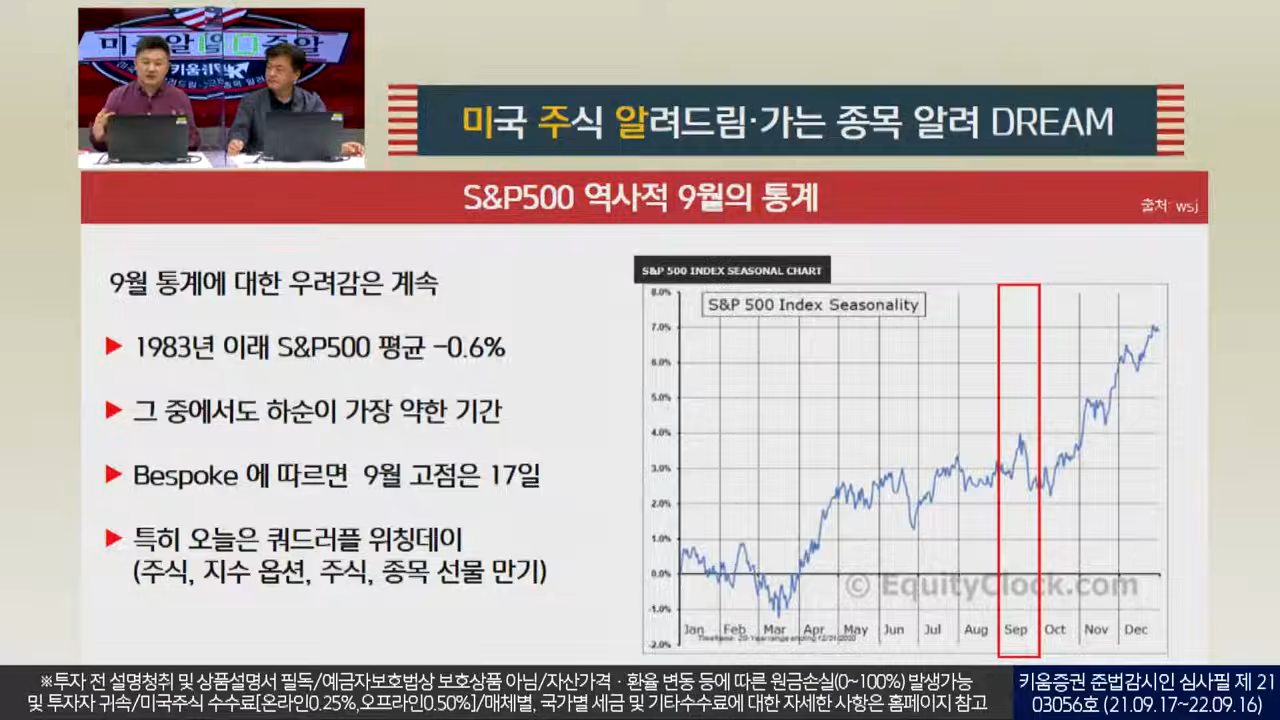 미국알 주알
키움증권
미국 주식 알려드림·가는 종목 알려 DREAM
S&P500 역사적 9월의 통계
출처: wsj
9월 통계에 대한 우려감은 계속
▶ 1983년 이래 S&P500 평균 -0.6%
▶ 그 중에서도 하순이 가장 약한 기간
▶ Bespoke 에 따르면 9월 고점은 17일
▶ 특히 오늘은 쿼드러플 위칭데이
(주식, 지수 옵션, 주식, 종목 선물 만기)
S&P 500 INDEX SEASONAL CHART
S&P 500 Index Seasonality
8.0%
7.0%
6.0%
5.0%
4.0%
3.0%
2.0%
1.0%
0.0%
-1.0%
-2.0%
© EquityClock.com
Jan Feb Mar Apr May Jun Jul Aug Sep Oct Nov Dec
Timeframe: 20 Year range ending 12/31/2020
※투자 전 설명청취 및 상품설명서 필독/예금자보호법상 보호상품 아님/자산가격·환율 변동 등에 따른 원금손실(0~100%) 발생가능
및 투자자 귀속/미국주식 수수료[온라인0.25%,오프라인0.50%]/매체별, 국가별 세금 및 기타수수료에 대한 자세한 사항은 홈페이지 참고
키움증권 준법감시인 심사필 제 21
03056호 (21.09.17~22.09.16)